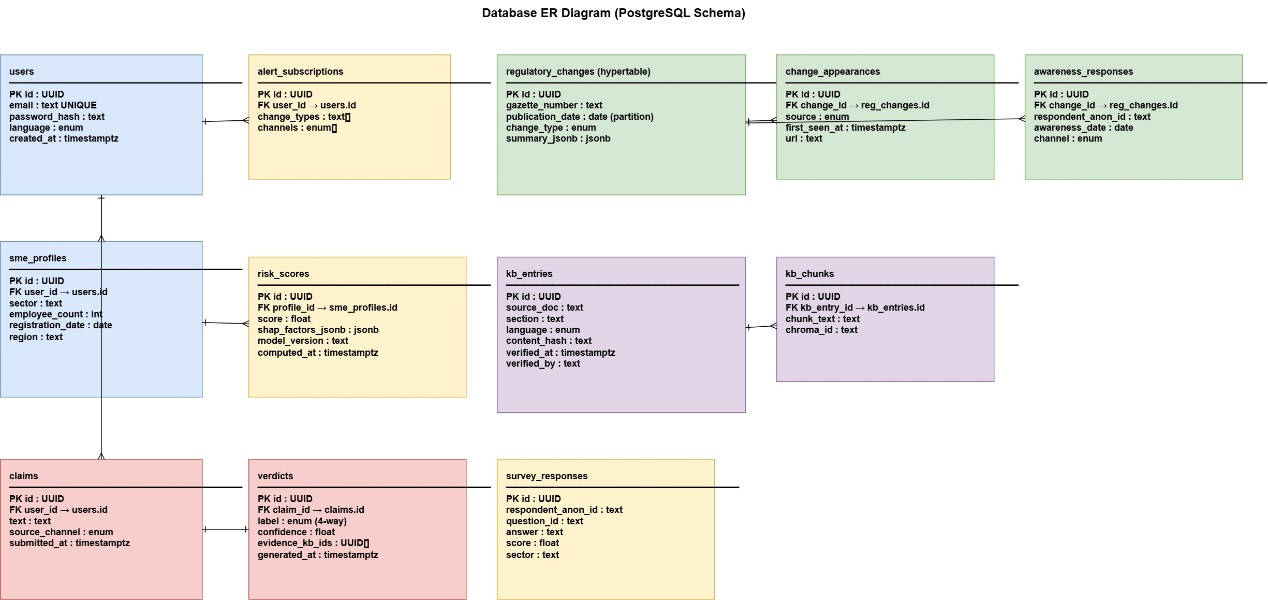 Database ER Diagram (PostgreSQL Schema)
users
PK id : UUID
email : text UNIQUE
password_hash : text
language : enum
created_at : timestamptz
alert_subscriptions
PK id : UUID
FK user_id → users.id
change_types : text[]
channels : enum[]
regulatory_changes (hypertable)
PK id : UUID
gazette_number : text
publication_date : date (partition)
change_type : enum
summary_jsonb : jsonb
change_appearances
PK id : UUID
FK change_id → reg_changes.id
source : enum
first_seen_at : timestamptz
url : text
awareness_responses
PK id : UUID
FK change_id → reg_changes.id
respondent_anon_id : text
awareness_date : date
channel : enum
sme_profiles
PK id : UUID
FK user_id → users.id
sector : text
employee_count : int
registration_date : date
region : text
risk_scores
PK id : UUID
FK profile_id → sme_profiles.id
score : float
shap_factors_jsonb : jsonb
model_version : text
computed_at : timestamptz
kb_entries
PK id : UUID
source_doc : text
section : text
language : enum
content_hash : text
verified_at : timestamptz
verified_by : text
kb_chunks
PK id : UUID
FK kb_entry_id → kb_entries.id
chunk_text : text
chroma_id : text
claims
PK id : UUID
FK user_id → users.id
text : text
source_channel : enum
submitted_at : timestamptz
verdicts
PK id : UUID
FK claim_id → claims.id
label : enum (4-way)
confidence : float
evidence_kb_ids : UUID[]
generated_at : timestamptz
survey_responses
PK id : UUID
respondent_anon_id : text
question_id : text
answer : text
score : float
sector : text